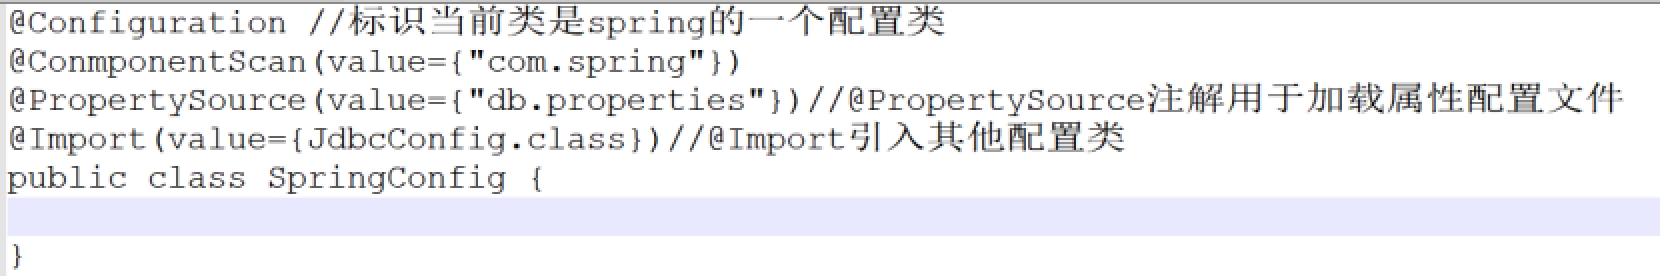 @Configuration //标识当前类是spring的一个配置类
@ConmponentScan(value={"com.spring"})
@PropertySource(value={"db.properties"})//@PropertySource注解用于加载属性配置文件
@Import(value={JdbcConfig.class})//@Import引入其他配置类
public class SpringConfig {
}